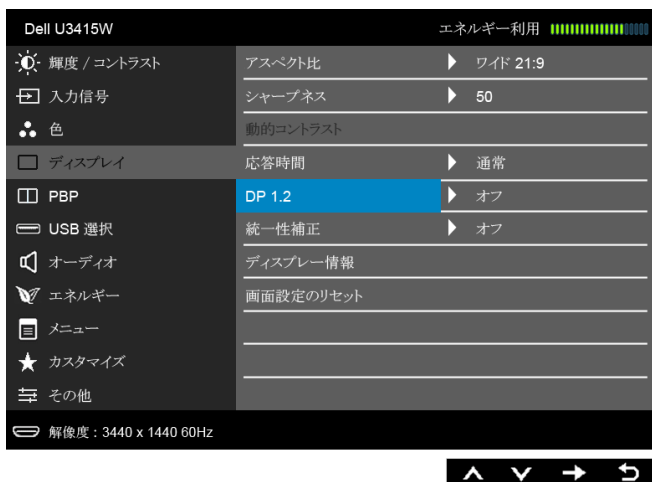 Dell U3415W エネルギー利用
輝度 / コントラスト アスペクト比 ワイド 21:9
入力信号 シャープネス 50
色 動的コントラスト
ディスプレイ 応答時間 通常
PBP DP 1.2 オフ
USB 選択 統一性補正 オフ
オーディオ ディスプレー情報
エネルギー 画面設定のリセット
メニュー
カスタマイズ
その他
解像度 : 3440 x 1440 60Hz